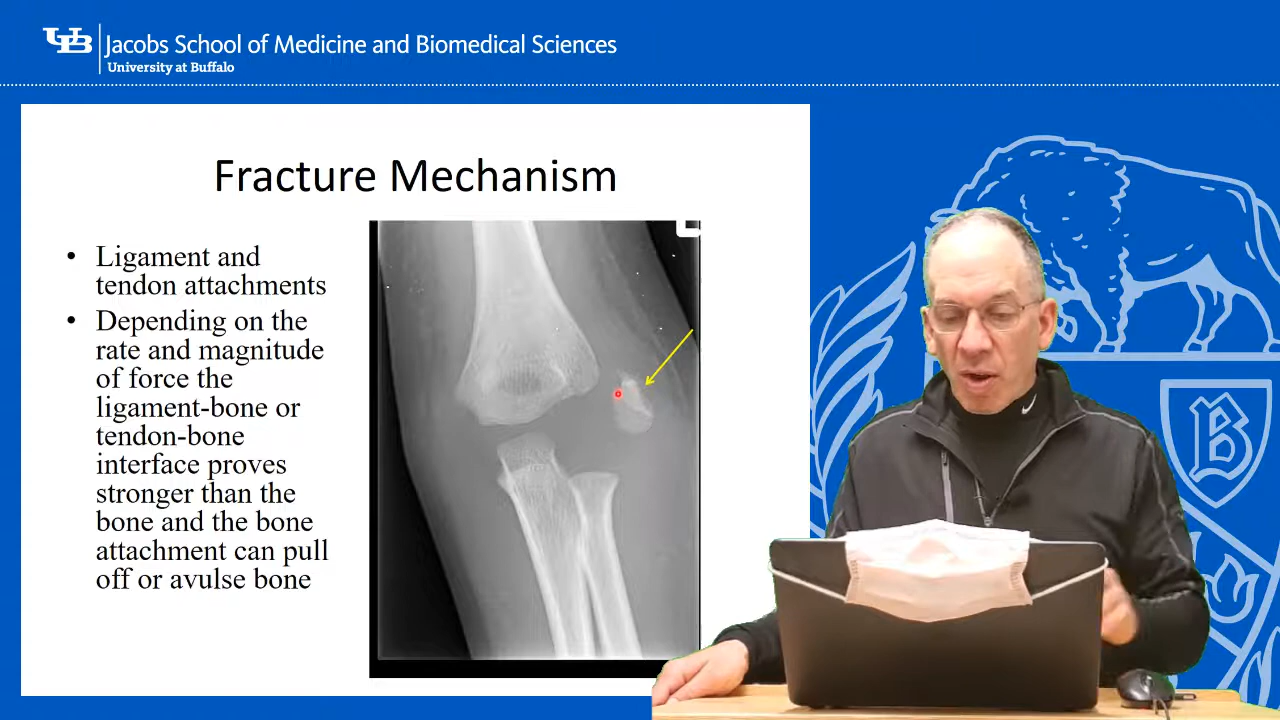 UB Jacobs School of Medicine and Biomedical Sciences
University at Buffalo
Fracture Mechanism
• Ligament and
tendon attachments
• Depending on the
rate and magnitude
of force the
ligament-bone or
tendon-bone
interface proves
stronger than the
bone and the bone
attachment can pull
off or avulse bone
B